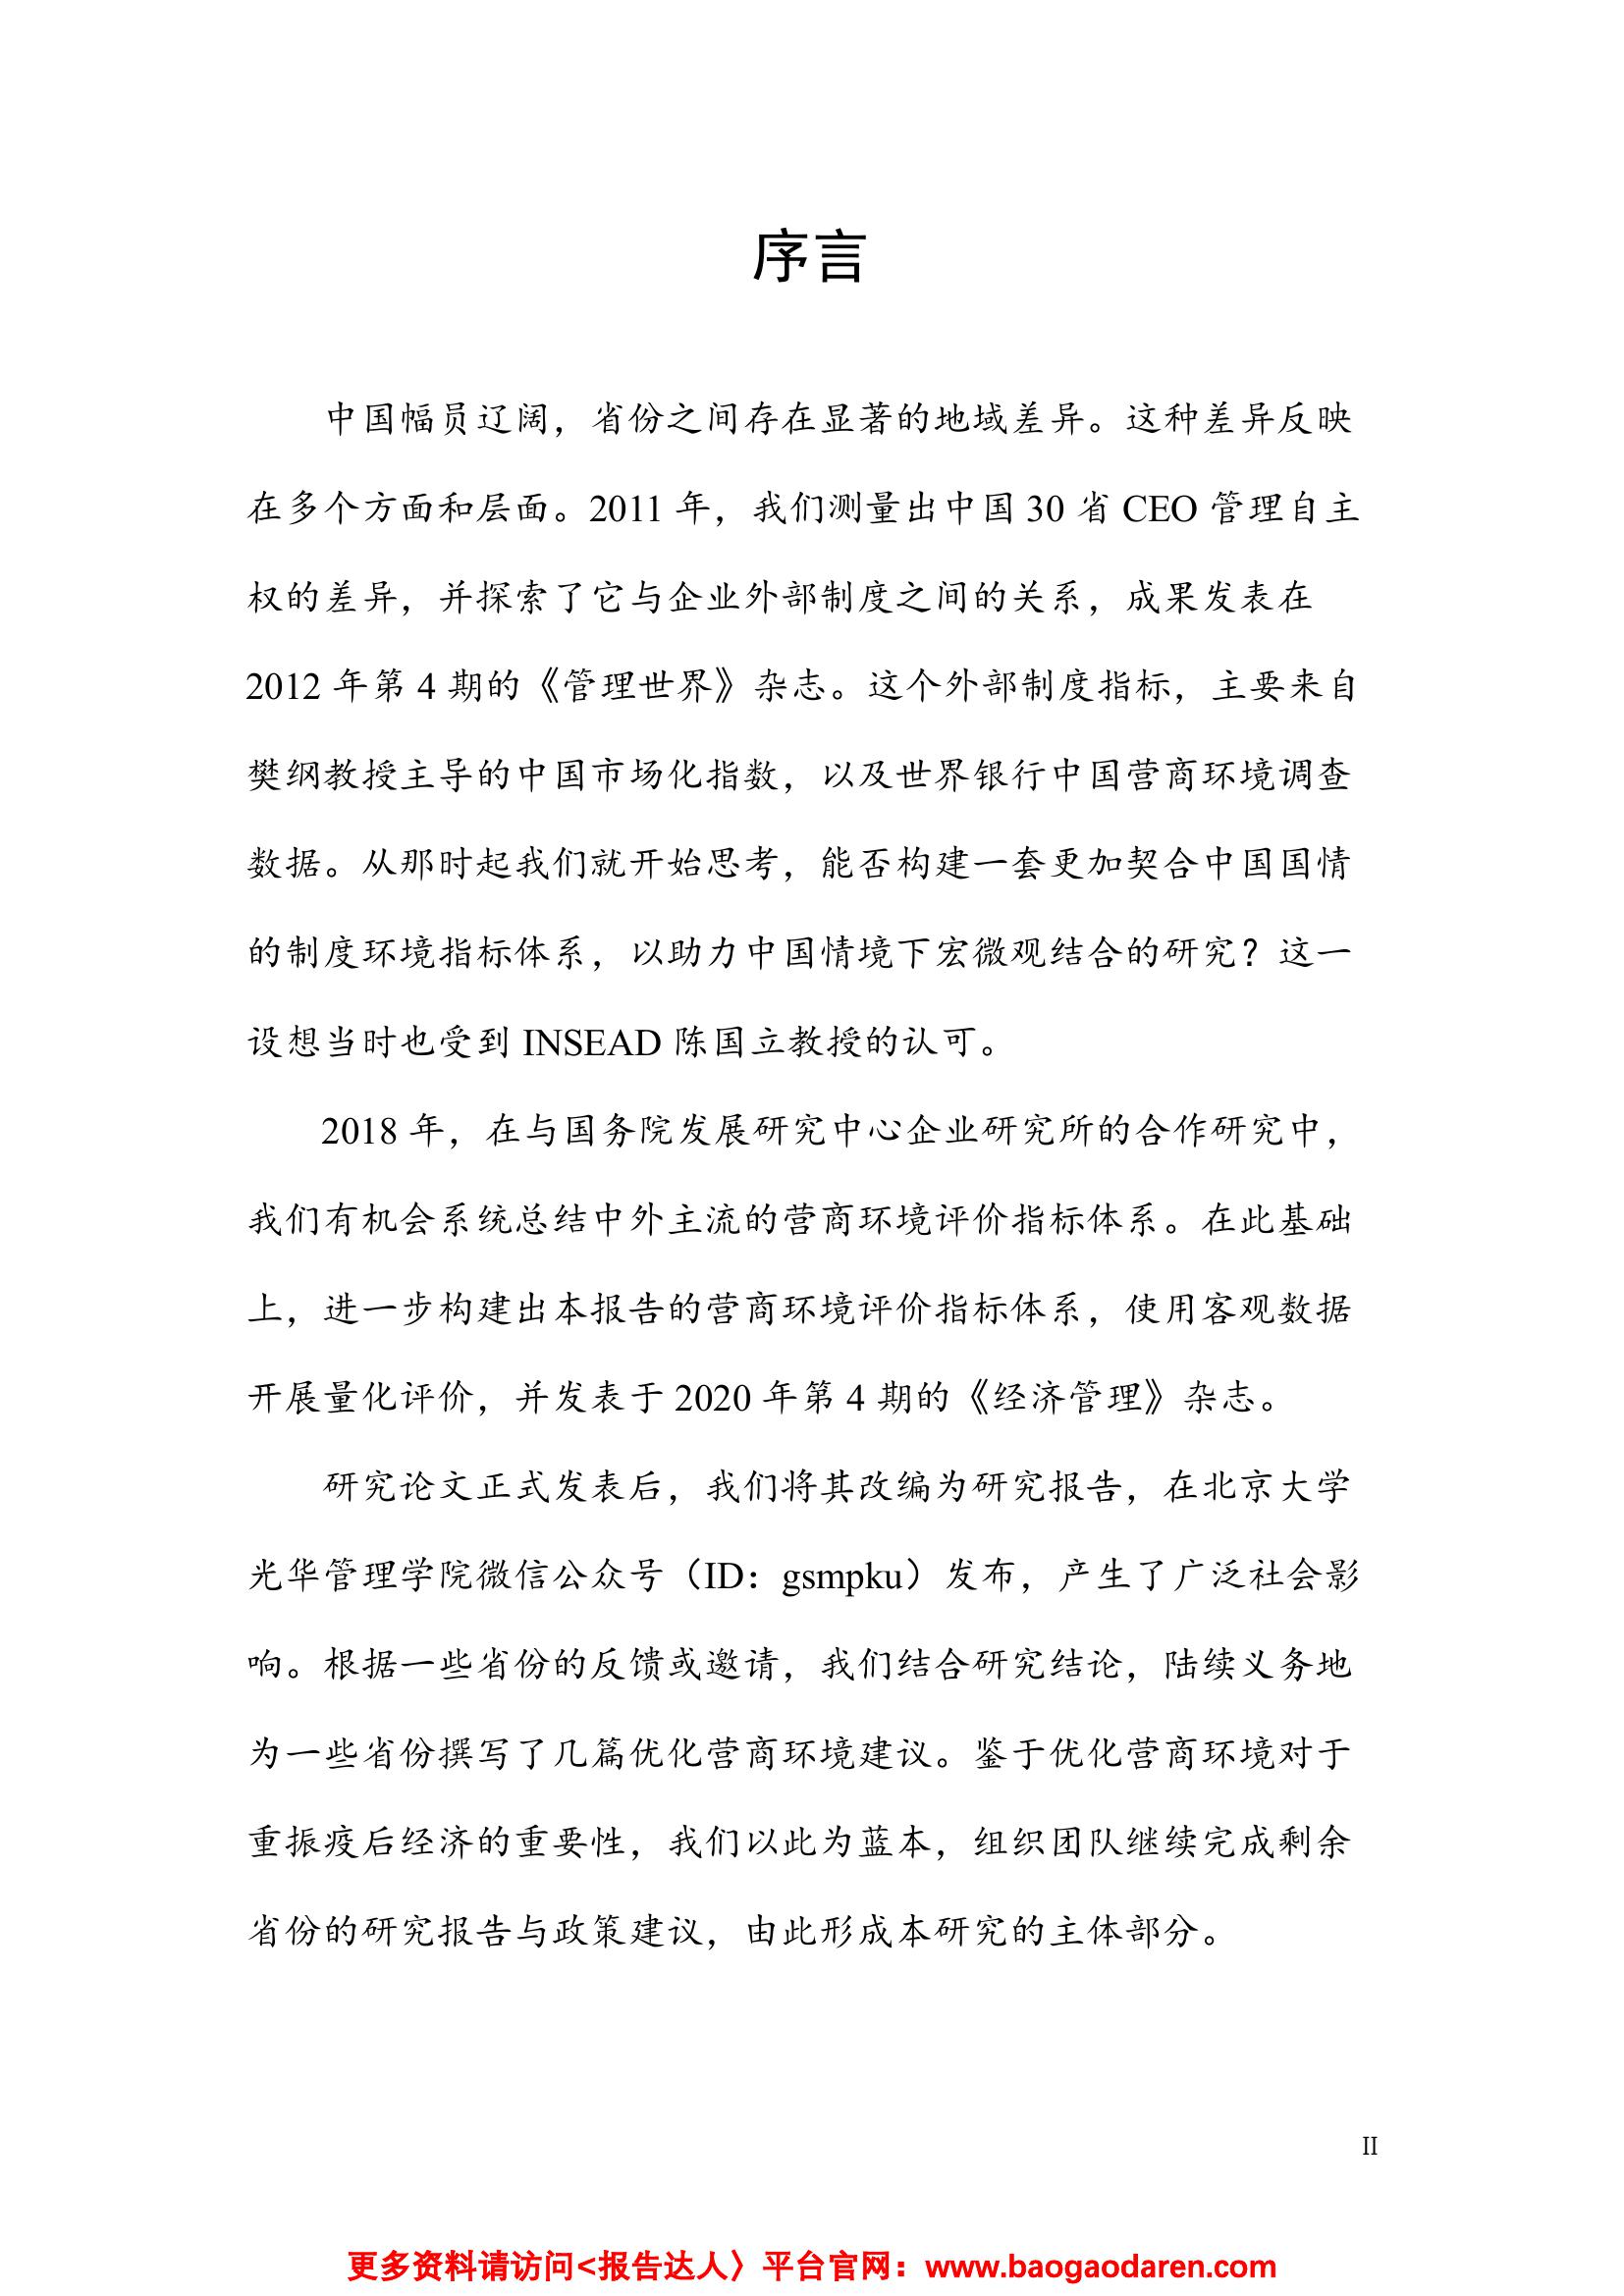 序言
中国幅员辽阔，省份之间存在显著的地域差异。这种差异反映
在多个方面和层面。2011 年，我们测量出中国 30 省 CEO 管理自主
权的差异，并探索了它与企业外部制度之间的关系，成果发表在
2012 年第 4 期的《管理世界》杂志。这个外部制度指标，主要来自
樊纲教授主导的中国市场化指数，以及世界银行中国营商环境调查
数据。从那时起我们就开始思考，能否构建一套更加契合中国国情
的制度环境指标体系，以助力中国情境下宏微观结合的研究？这一
设想当时也受到 INSEAD 陈国立教授的认可。
2018 年，在与国务院发展研究中心企业研究所的合作研究中，
我们有机会系统总结中外主流的营商环境评价指标体系。在此基础
上，进一步构建出本报告的营商环境评价指标体系，使用客观数据
开展量化评价，并发表于 2020 年第 4 期的《经济管理》杂志。
研究论文正式发表后，我们将其改编为研究报告，在北京大学
光华管理学院微信公众号（ID：gsmpku）发布，产生了广泛社会影
响。根据一些省份的反馈或邀请，我们结合研究结论，陆续义务地
为一些省份撰写了几篇优化营商环境建议。鉴于优化营商环境对于
重振疫后经济的重要性，我们以此为蓝本，组织团队继续完成剩余
省份的研究报告与政策建议，由此形成本研究的主体部分。
II
更多资料请访问<报告达人〉平台官网：www.baogaodaren.com